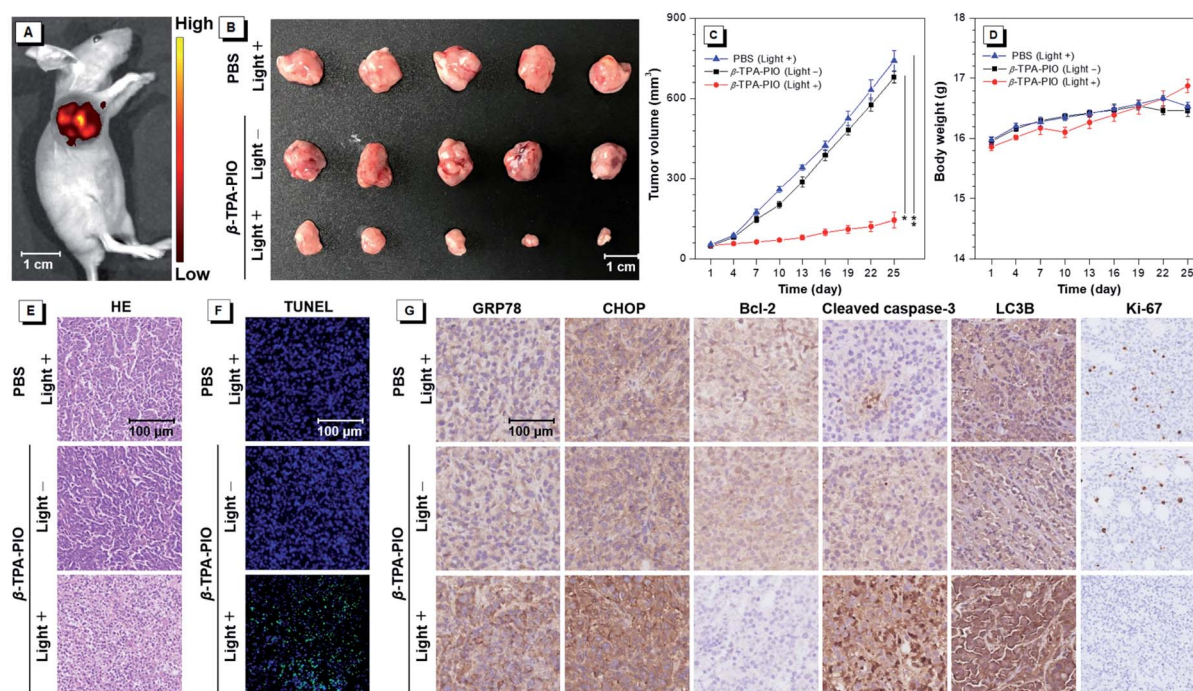 A
High
Low
1 cm
B
PBS
Light +
β-TPA-PIO
Light −
Light +
1 cm
C
PBS (Light +)
β-TPA-PIO (Light −)
β-TPA-PIO (Light +)
Tumor volume (mm³)
900
600
300
0
1 4 7 10 13 16 19 22 25
Time (day)
*
**
D
PBS (Light +)
β-TPA-PIO (Light −)
β-TPA-PIO (Light +)
Body weight (g)
18
17
16
15
14
1 4 7 10 13 16 19 22 25
Time (day)
E
HE
PBS
Light +
100 μm
β-TPA-PIO
Light −
Light +
F
TUNEL
PBS
Light +
100 μm
β-TPA-PIO
Light −
Light +
G
GRP78 CHOP Bcl-2 Cleaved caspase-3 LC3B Ki-67
PBS
Light +
100 μm
β-TPA-PIO
Light −
Light +